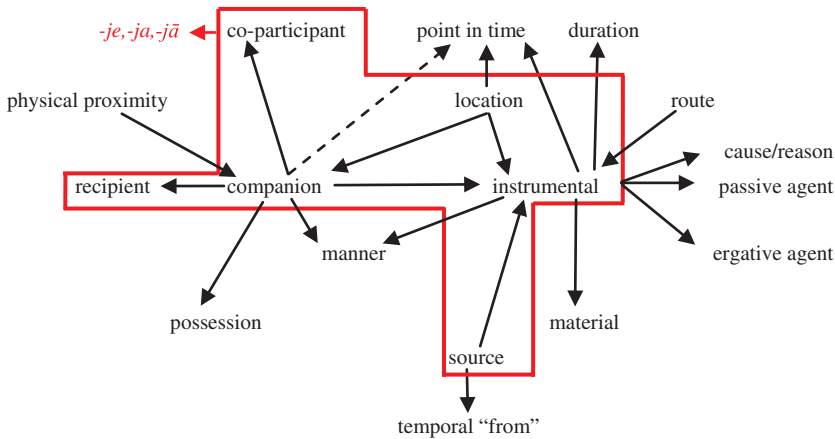 -je,-ja,-jā
co-participant
point in time
duration
physical proximity
location
route
cause/reason
recipient
companion
instrumental
passive agent
manner
ergative agent
possession
material
source
temporal “from”